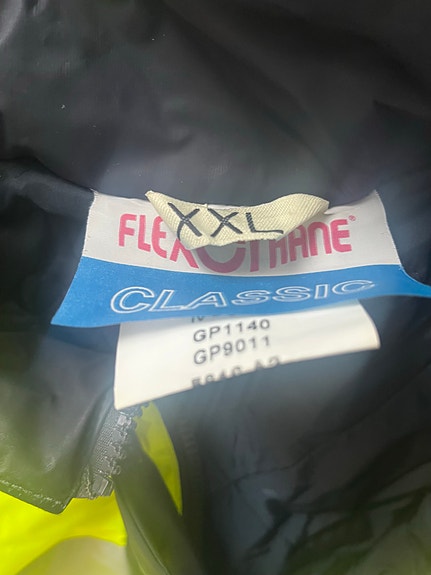 XXL
FLEXOTHANE®
CLASSIC
GP1140
GP9011